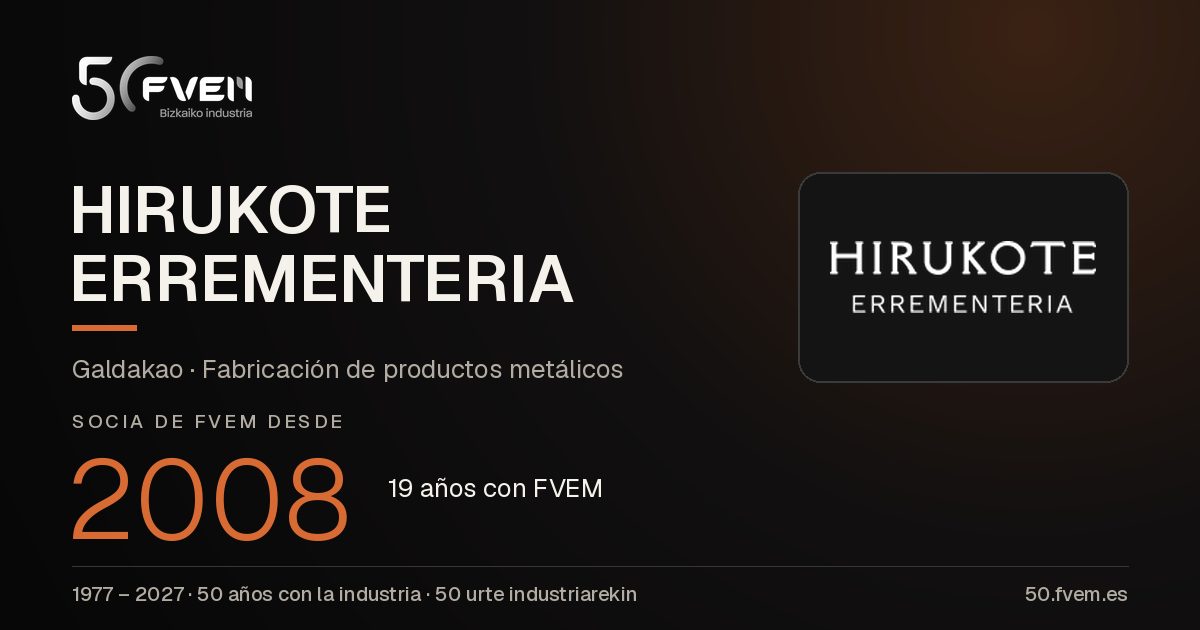 50 FVEM
Bizkaiko industria
HIRUKOTE
ERREMENTERIA
HIRUKOTE
ERREMENTERIA
Galdakao · Fabricación de productos metálicos
SOCIA DE FVEM DESDE
2008
19 años con FVEM
1977 – 2027 · 50 años con la industria · 50 urte industriarekin
50.fvem.es